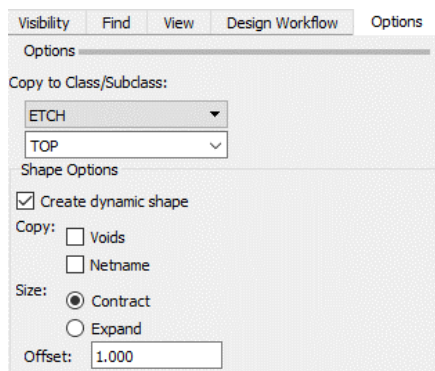 Visibility Find View Design Workflow Options
Options
Copy to Class/Subclass:
ETCH
TOP
Shape Options
Create dynamic shape
Copy:
Voids
Netname
Size:
Contract
Expand
Offset: 1.000